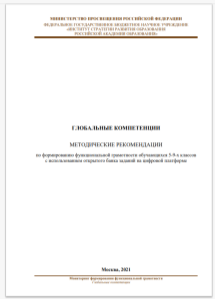 МИНИСТЕРСТВО ПРОСВЕЩЕНИЯ РОССИЙСКОЙ ФЕДЕРАЦИИ
ФЕДЕРАЛЬНОЕ ГОСУДАРСТВЕННОЕ БЮДЖЕТНОЕ НАУЧНОЕ УЧРЕЖДЕНИЕ
«ИНСТИТУТ СТРАТЕГИИ РАЗВИТИЯ ОБРАЗОВАНИЯ
РОССИЙСКОЙ АКАДЕМИИ ОБРАЗОВАНИЯ»
ГЛОБАЛЬНЫЕ КОМПЕТЕНЦИИ
МЕТОДИЧЕСКИЕ РЕКОМЕНДАЦИИ
по формированию функциональной грамотности обучающихся 5-9-х классов
с использованием открытого банка заданий на цифровой платформе
Москва, 2021
Мониторинг формирования функциональной грамотности
Глобальные компетенции